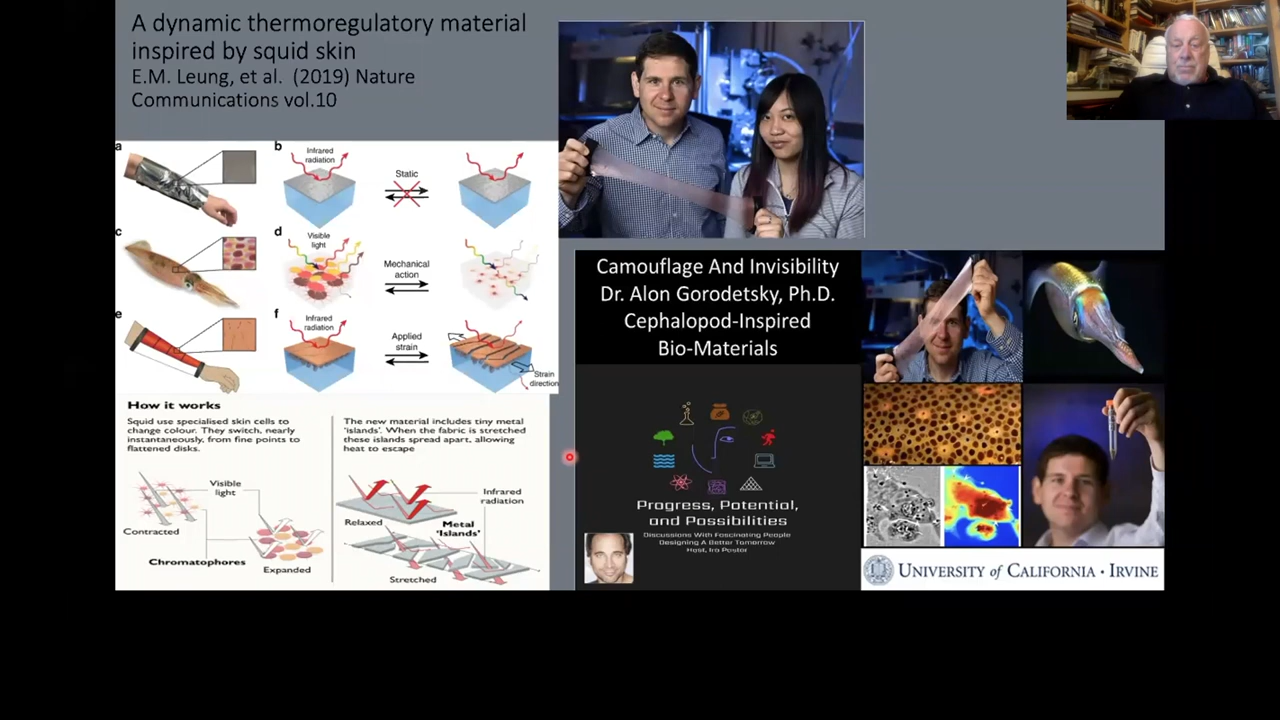 A dynamic thermoregulatory material
inspired by squid skin
E.M. Leung, et al. (2019) Nature
Communications vol.10
a
b
Infrared
radiation
Static
c
d
Visible
light
Mechanical
action
e
f
Infrared
radiation
Applied
strain
Strain
direction
How it works
Squid use specialised skin cells to
change colour. They switch, nearly
instantaneously, from fine points to
flattened disks.
Visible
light
Contracted
Chromatophores
Expanded
The new material includes tiny metal
'islands'. When the fabric is stretched
these islands spread apart, allowing
heat to escape
Infrared
radiation
Relaxed
Metal
'Islands'
Stretched
Camouflage And Invisibility
Dr. Alon Gorodetsky, Ph.D.
Cephalopod-Inspired
Bio-Materials
Progress, Potential,
and Possibilities
Discussions With Fascinating People
Designing A Better Tomorrow
Host, Ira Pastor
UNIVERSITY of CALIFORNIA · IRVINE